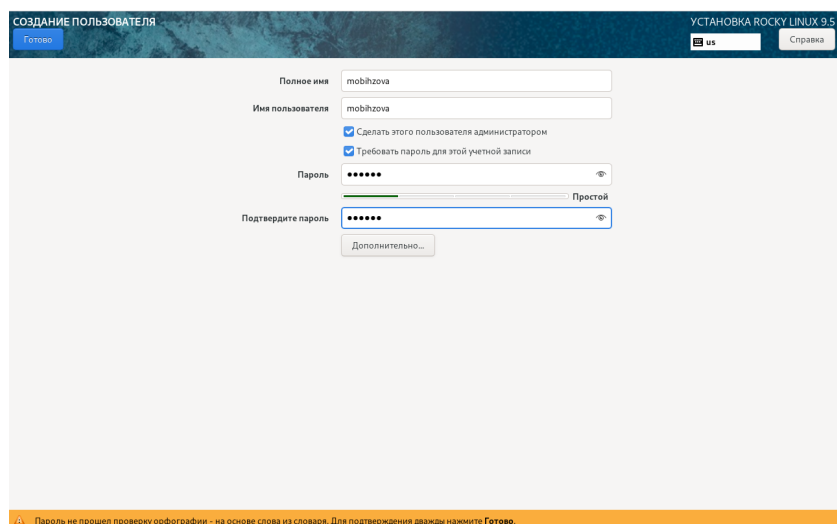 СОЗДАНИЕ ПОЛЬЗОВАТЕЛЯ
УСТАНОВКА ROCKY LINUX 9.5
Готово
us
Справка
Полное имя
mobihzova
Имя пользователя
mobihzova
Сделать этого пользователя администратором
Требовать пароль для этой учетной записи
Пароль
••••••
Простой
Подтвердите пароль
••••••
Дополнительно...
Пароль не прошел проверку орфографии - на основе слова из словаря. Для подтверждения дважды нажмите Готово.